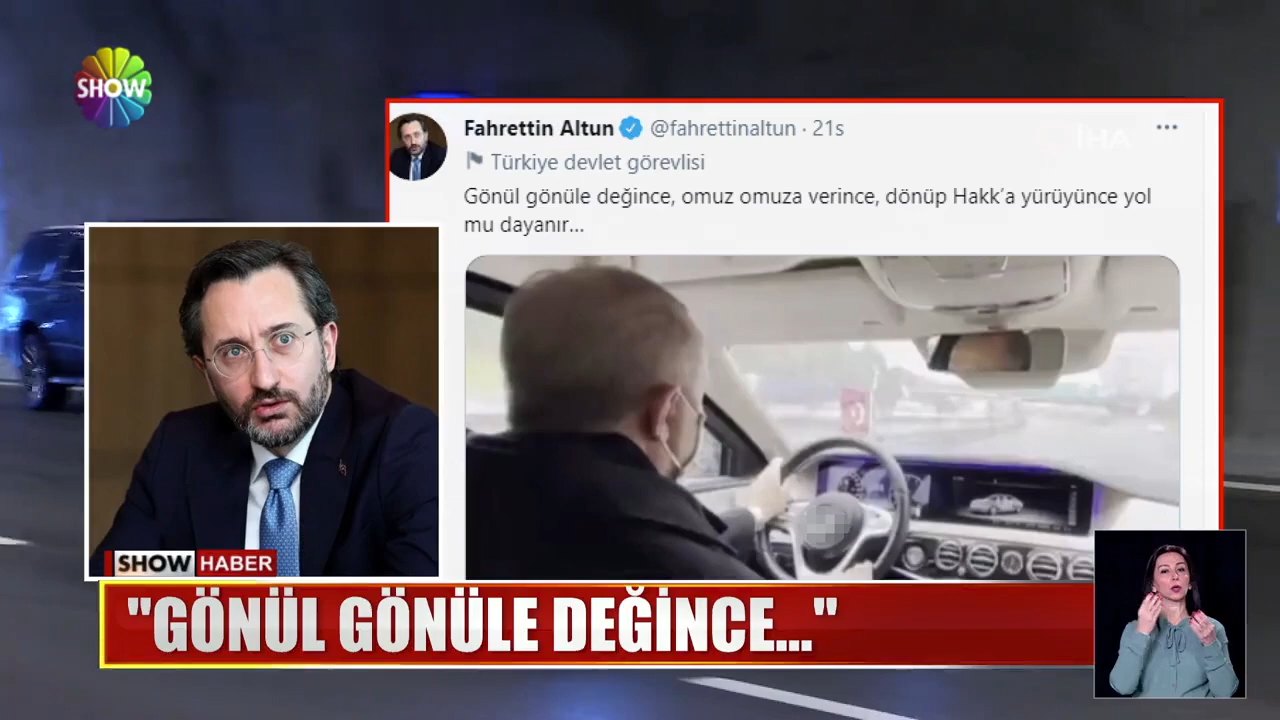 SHOW
Fahrettin Altun @fahrettinaltun · 21s
İHA
Türkiye devlet görevlisi
Gönül gönüle değince, omuz omuza verince, dönüp Hakk'a yürüyünce yol
mu dayanır...
SHOW HABER
"GÖNÜL GÖNÜLE DEĞİNCE..."